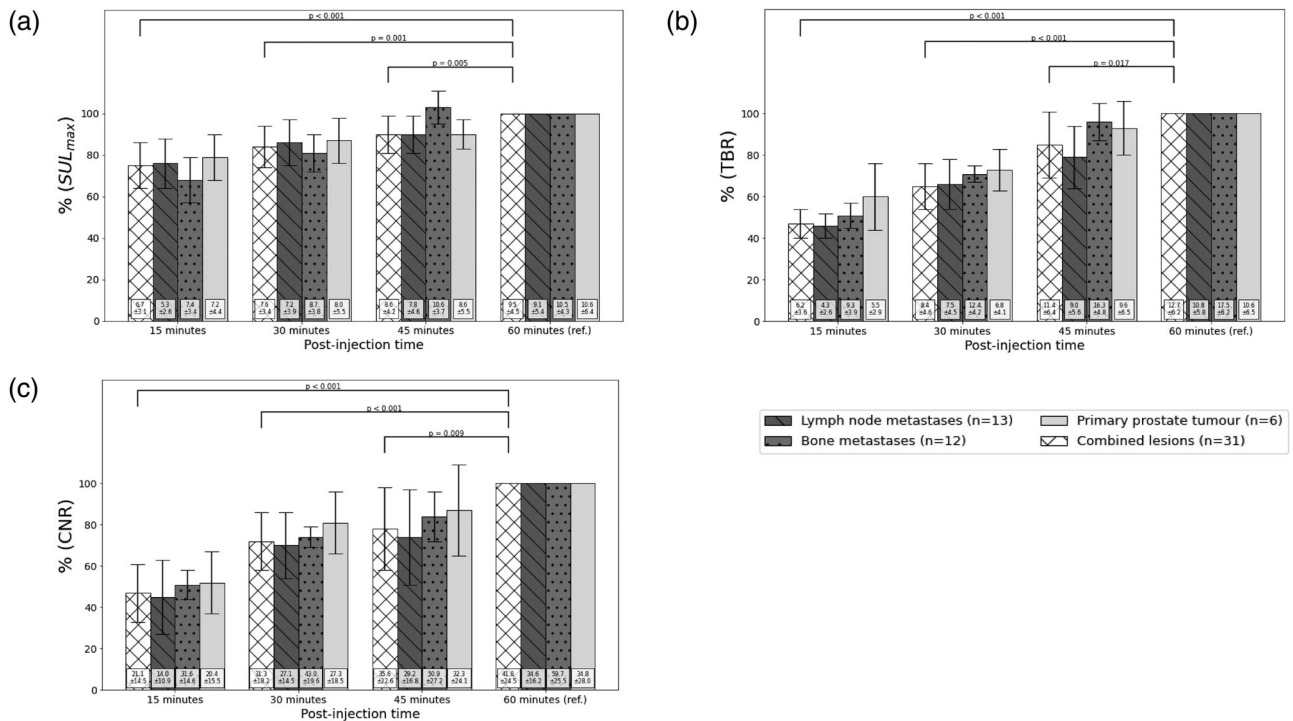 (a)
p < 0.001
p = 0.001
p = 0.005
% (SULmax)
100
80
60
40
20
0
6.7 5.3 7.4 7.2 7.6 7.2 8.7 8.0 8.6 7.8 10.6 8.6 9.5 9.1 10.5 10.6
±3.1 ±2.6 ±3.4 ±4.4 ±3.4 ±3.9 ±3.8 ±5.5 ±4.2 ±4.6 ±3.7 ±5.5 ±4.5 ±5.4 ±4.3 ±6.4
15 minutes 30 minutes 45 minutes 60 minutes (ref.)
Post-injection time
(b)
p < 0.001
p < 0.001
p = 0.017
% (TBR)
100
80
60
40
20
0
6.2 4.3 9.3 5.5 8.4 7.5 12.4 6.8 11.4 9.0 16.3 9.6 12.7 10.8 17.5 10.6
±3.6 ±2.6 ±3.9 ±2.9 ±4.6 ±4.5 ±4.2 ±4.1 ±6.4 ±5.6 ±4.8 ±6.5 ±6.2 ±5.8 ±6.2 ±6.5
15 minutes 30 minutes 45 minutes 60 minutes (ref.)
Post-injection time
(c)
p < 0.001
p < 0.001
p = 0.009
% (CNR)
100
80
60
40
20
0
21.1 14.0 31.6 20.4 31.3 27.1 43.0 27.3 35.6 29.2 50.9 32.3 41.8 34.6 59.7 34.8
±14.5 ±10.9 ±14.6 ±15.5 ±18.2 ±14.5 ±19.6 ±18.5 ±22.6 ±16.8 ±27.2 ±24.1 ±24.5 ±16.2 ±25.5 ±28.0
15 minutes 30 minutes 45 minutes 60 minutes (ref.)
Post-injection time
Lymph node metastases (n=13) Primary prostate tumour (n=6)
Bone metastases (n=12) Combined lesions (n=31)